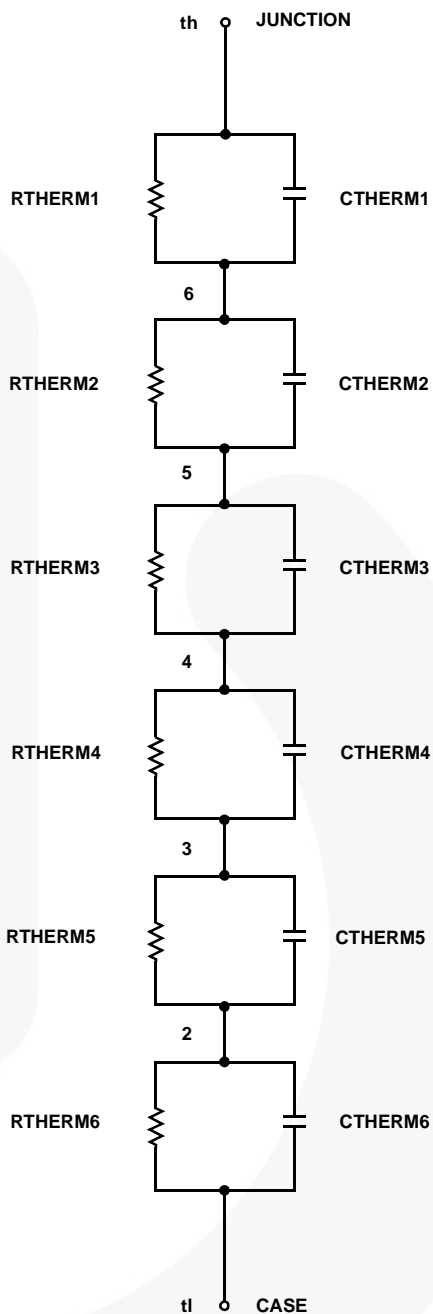 th JUNCTION
RTHERM1 CTHERM1
6
RTHERM2 CTHERM2
5
RTHERM3 CTHERM3
4
RTHERM4 CTHERM4
3
RTHERM5 CTHERM5
2
RTHERM6 CTHERM6
tl CASE